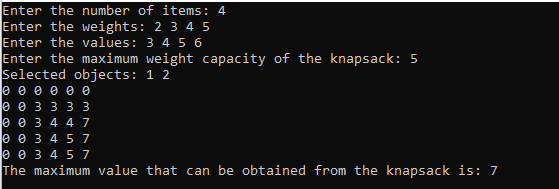 Enter the number of items: 4
Enter the weights: 2 3 4 5
Enter the values: 3 4 5 6
Enter the maximum weight capacity of the knapsack: 5
Selected objects: 1 2
0 0 0 0 0 0
0 0 3 3 3 3
0 0 3 4 4 7
0 0 3 4 5 7
0 0 3 4 5 7
The maximum value that can be obtained from the knapsack is: 7